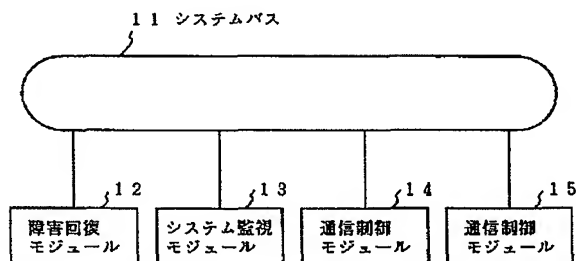 11 システムバス
12
13
14
15
障害回復
モジュール
システム監視
モジュール
通信制御
モジュール
通信制御
モジュール